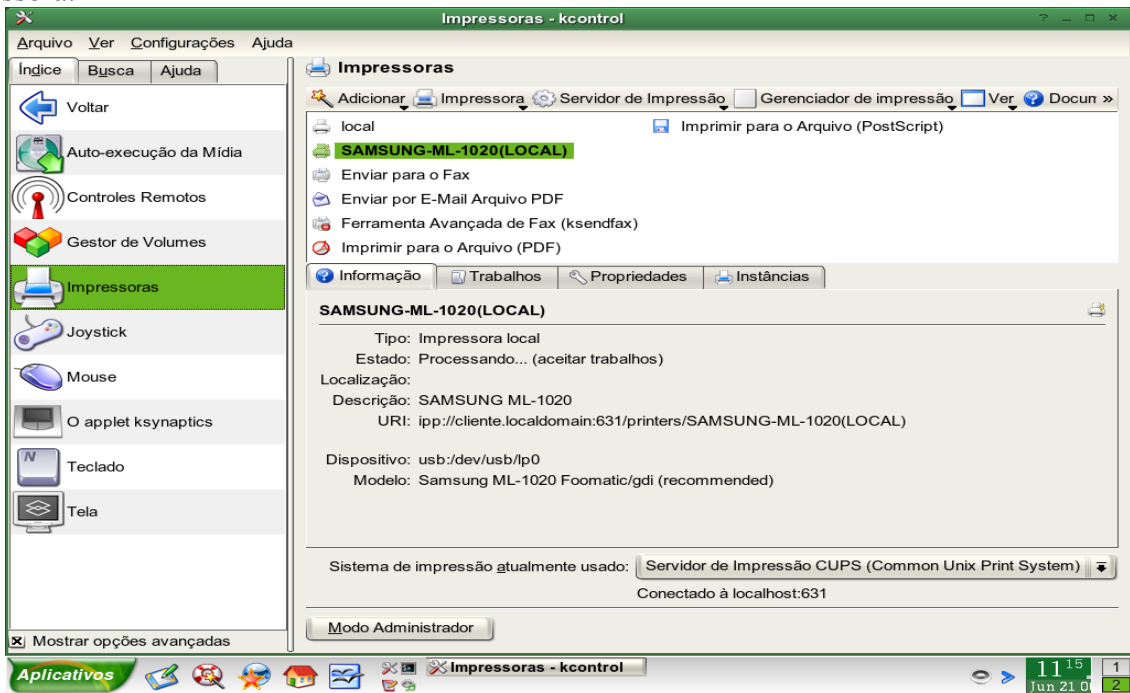 Impressoras - kcontrol
Arquivo Ver Configurações Ajuda
Índice Busca Ajuda
Voltar
Auto-execução da Mídia
Controles Remotos
Gestor de Volumes
Impressoras
Joystick
Mouse
O applet ksynaptics
Teclado
Tela
Mostrar opções avançadas
Impressoras
Adicionar Impressora Servidor de Impressão Gerenciador de impressão Ver Docun »
local
SAMSUNG-ML-1020(LOCAL)
Enviar para o Fax
Enviar por E-Mail Arquivo PDF
Ferramenta Avançada de Fax (ksendfax)
Imprimir para o Arquivo (PDF)
Imprimir para o Arquivo (PostScript)
Informação Trabalhos Propriedades Instâncias
SAMSUNG-ML-1020(LOCAL)
Tipo: Impressora local
Estado: Processando... (aceitar trabalhos)
Localização:
Descrição: SAMSUNG ML-1020
URI: ipp://cliente.localdomain:631/printers/SAMSUNG-ML-1020(LOCAL)
Dispositivo: usb:/dev/usb/lp0
Modelo: Samsung ML-1020 Foomatic/gdi (recommended)
Sistema de impressão atualmente usado: Servidor de Impressão CUPS (Common Unix Print System)
Conectado à localhost:631
Modo Administrador
Aplicativos
Impressoras - kcontrol
11 15
Jun 21
1
2